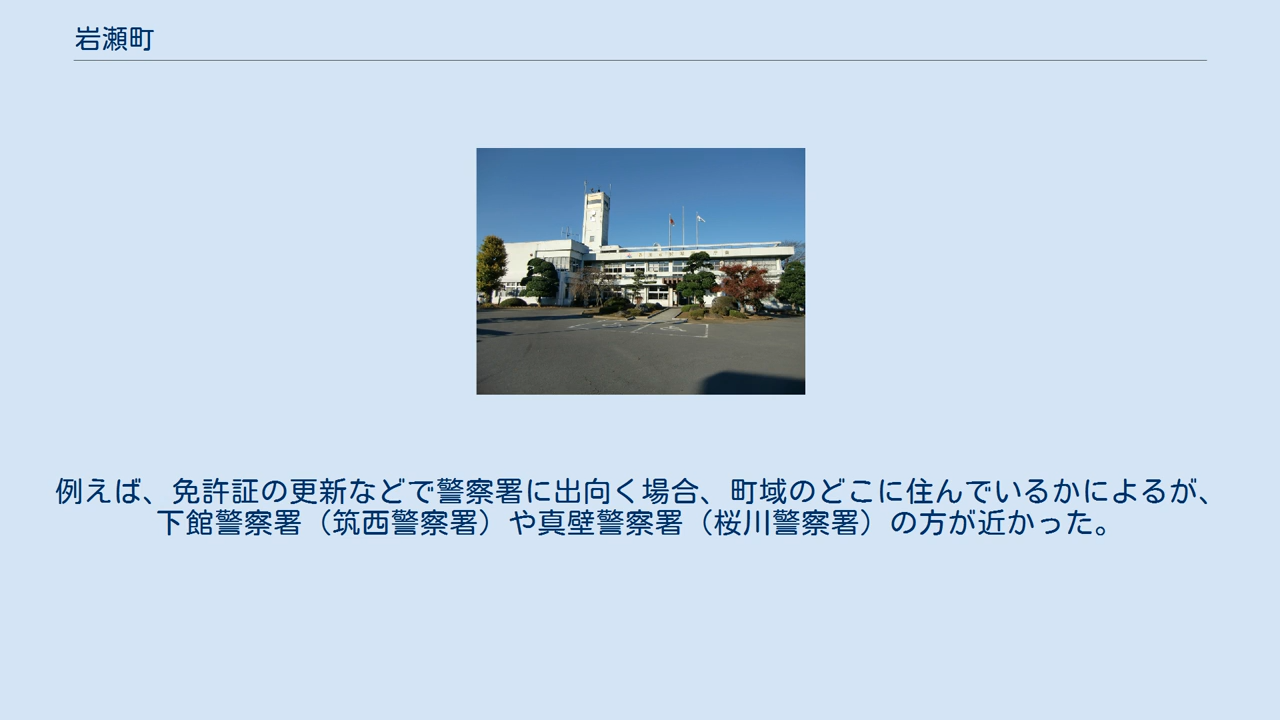 岩瀬町
例えば、免許証の更新などで警察署に出向く場合、町域のどこに住んでいるかによるが、
下館警察署（筑西警察署）や真壁警察署（桜川警察署）の方が近かった。